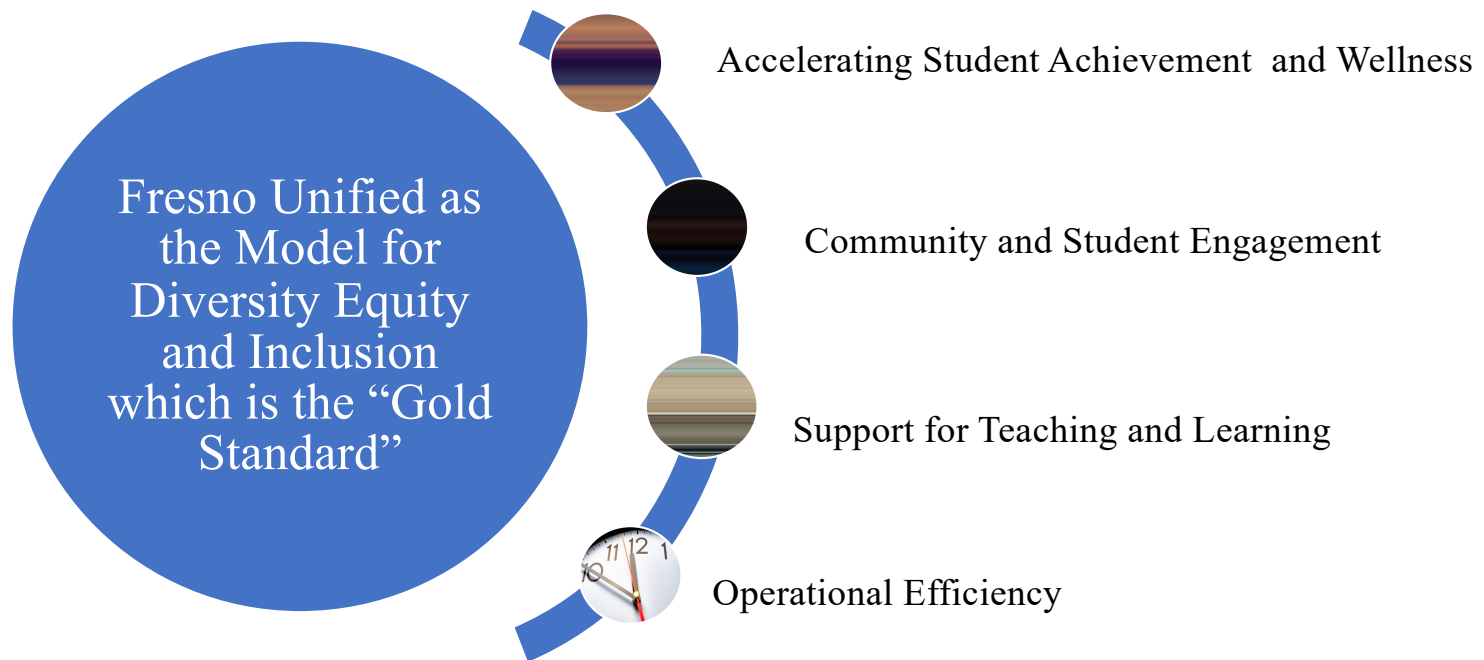 Fresno Unified as
the Model for
Diversity Equity
and Inclusion
which is the “Gold
Standard”
Accelerating Student Achievement  and Wellness
Community and Student Engagement
Support for Teaching and Learning
Operational Efficiency
10
11
12
1